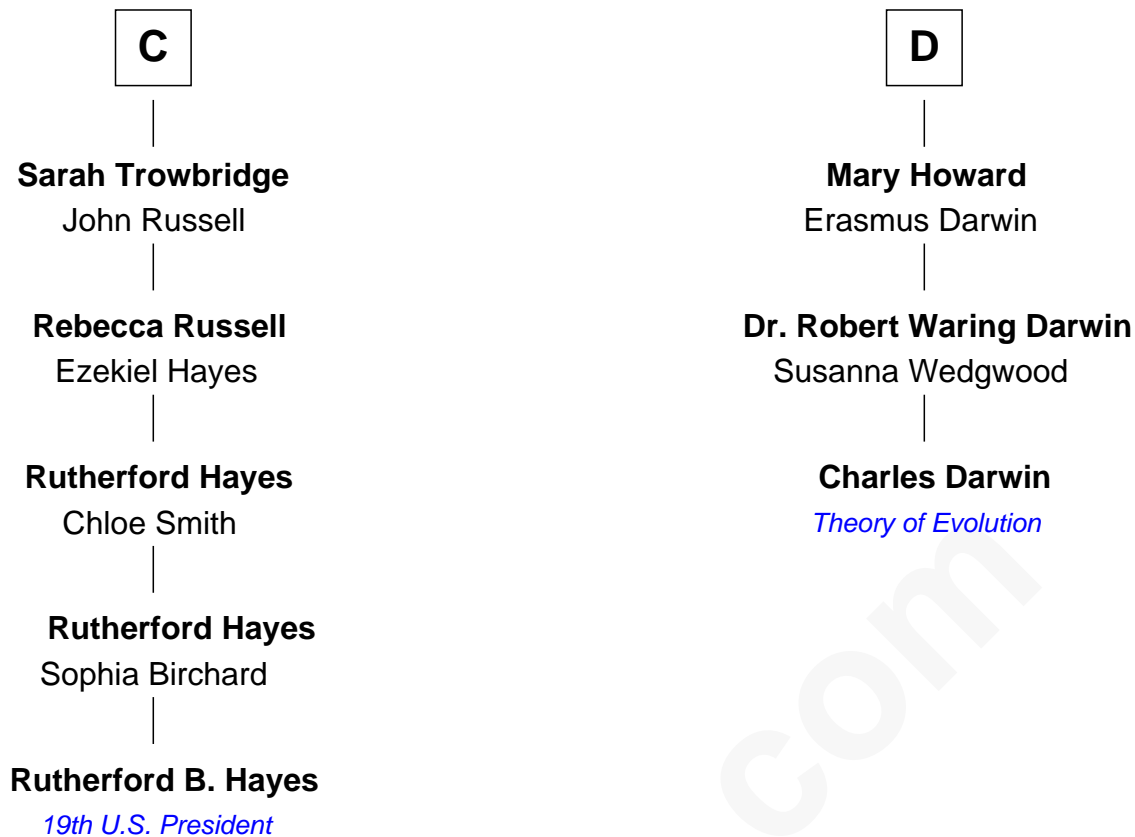 C
Sarah Trowbridge
John Russell
Rebecca Russell
Ezekiel Hayes
Rutherford Hayes
Chloe Smith
Rutherford Hayes
Sophia Birchard
Rutherford B. Hayes
19th U.S. President
D
Mary Howard
Erasmus Darwin
Dr. Robert Waring Darwin
Susanna Wedgwood
Charles Darwin
Theory of Evolution
com